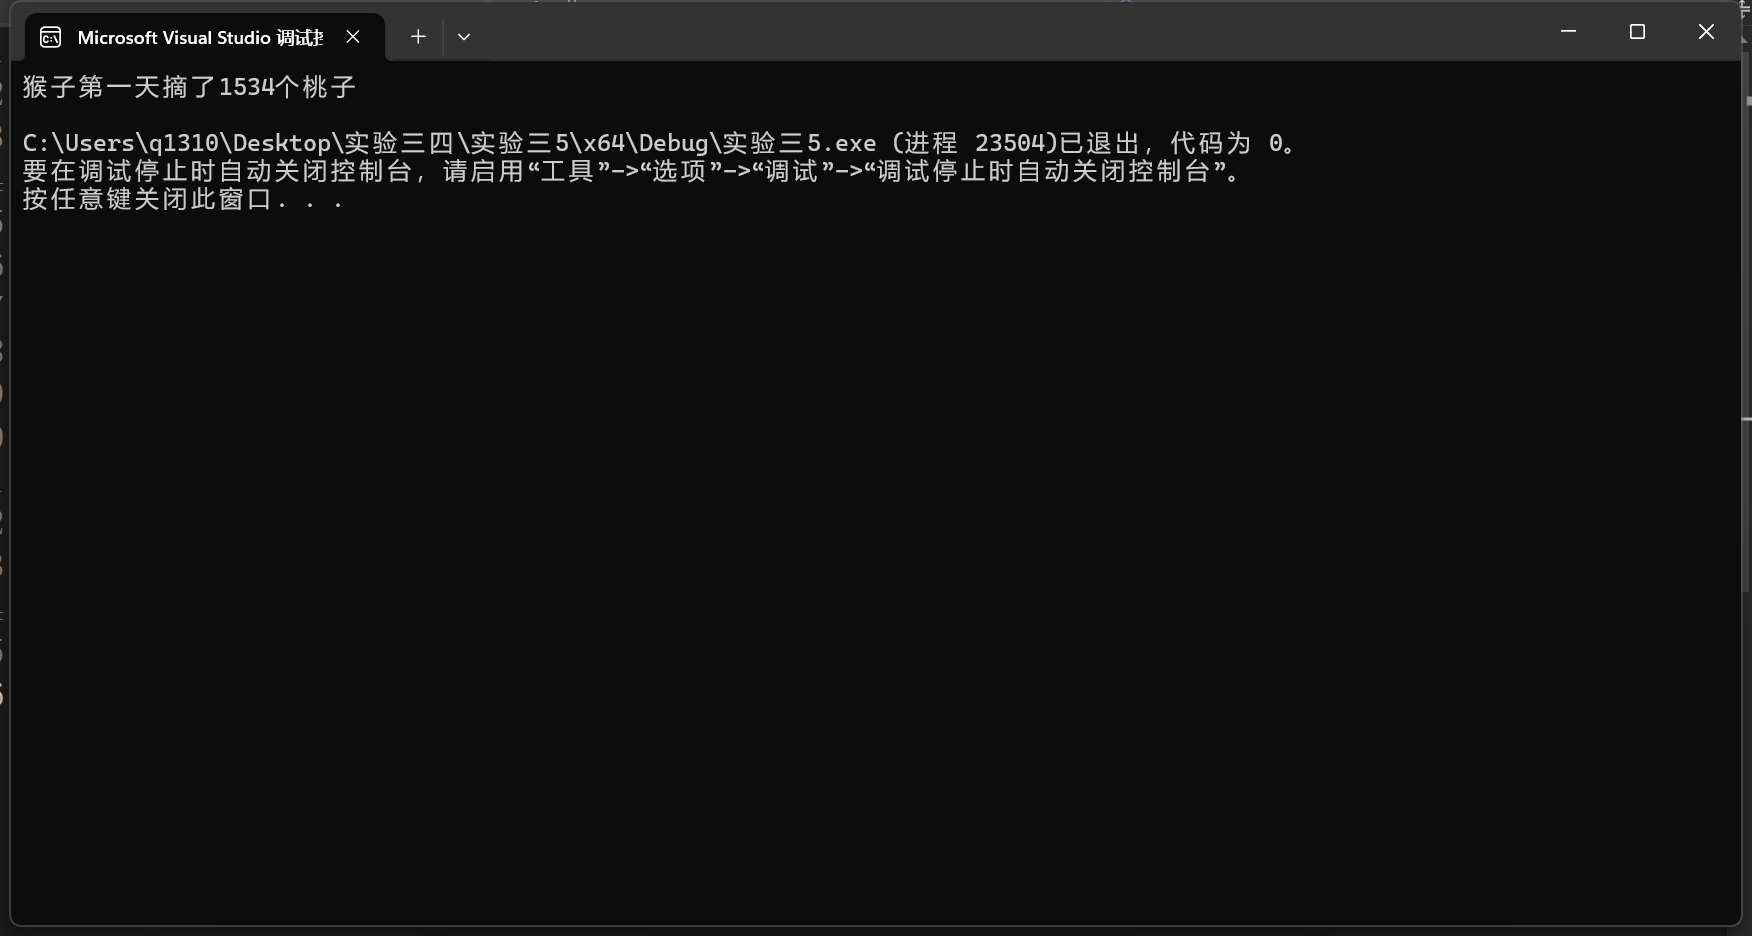 Microsoft Visual Studio 调试
猴子第一天摘了1534个桃子
C:\Users\q1310\Desktop\实验三四\实验三5\x64\Debug\实验三5.exe (进程 23504)已退出，代码为 0。
要在调试停止时自动关闭控制台，请启用“工具”->“选项”->“调试”->“调试停止时自动关闭控制台”。
按任意键关闭此窗口. . .